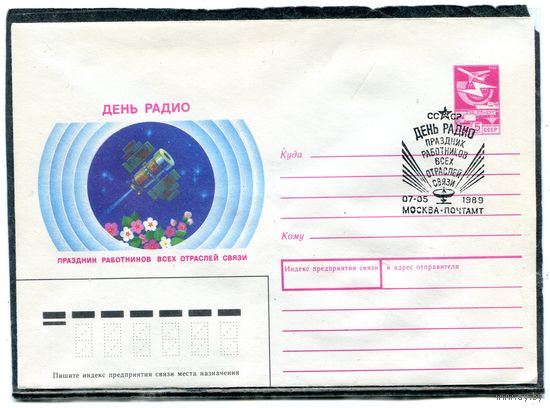 ДЕНЬ РАДИО
ПРАЗДНИК РАБОТНИКОВ ВСЕХ ОТРАСЛЕЙ СВЯЗИ
5 СССР
СССР
ДЕНЬ РАДИО
ПРАЗДНИК
РАБОТНИКОВ
ВСЕХ
ОТРАСЛЕЙ
СВЯЗИ
07-05 1989
МОСКВА-ПОЧТАМТ
Куда
Кому
Индекс предприятия связи и адрес отправителя
Пишите индекс предприятия связи места назначения